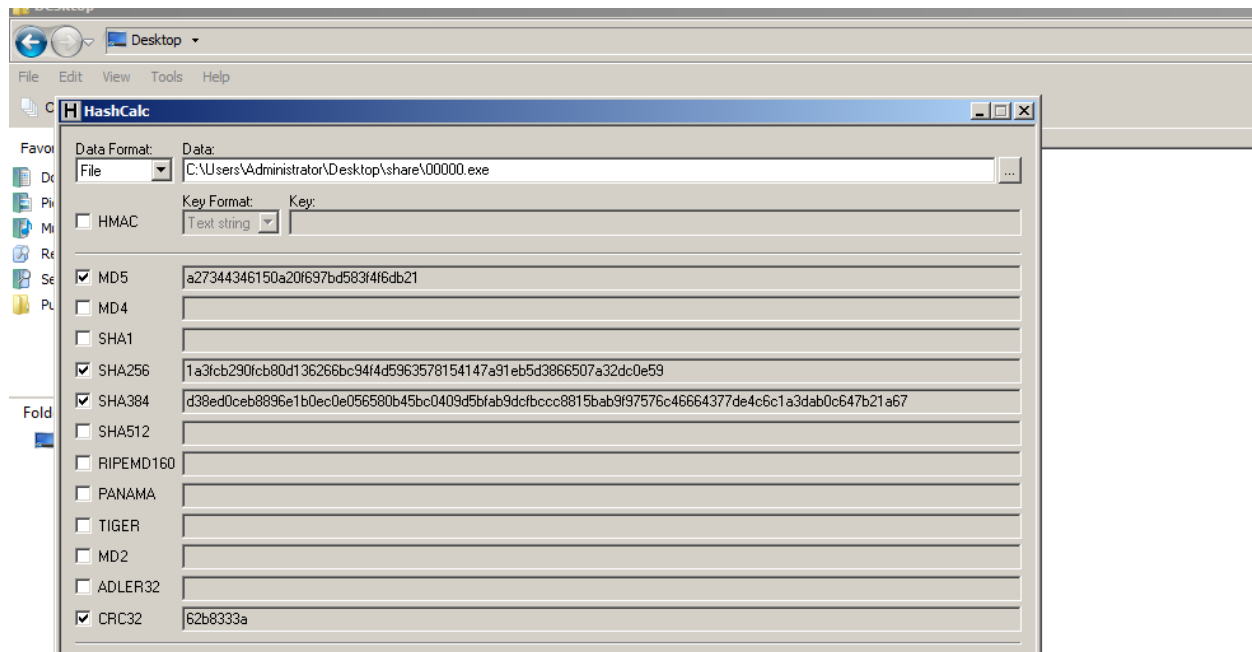 Desktop
Desktop
File Edit View Tools Help
HashCalc
Favor
Data Format: Data:
File C:\Users\Administrator\Desktop\share\00000.exe ...
Key Format: Key:
HMAC Text string
MD5 a27344346150a20f697bd583f4f6db21
MD4
SHA1
SHA256 1a3fcb290fcb80d136266bc94f4d5963578154147a91eb5d3866507a32dc0e59
SHA384 d38ed0ceb8896e1b0ec0e056580b45bc0409d5bfab9dcfbccc8815bab9f97576c46664377de4c6c1a3dab0c647b21a67
Fold
SHA512
RIPEMD160
PANAMA
TIGER
MD2
ADLER32
CRC32 62b8333a